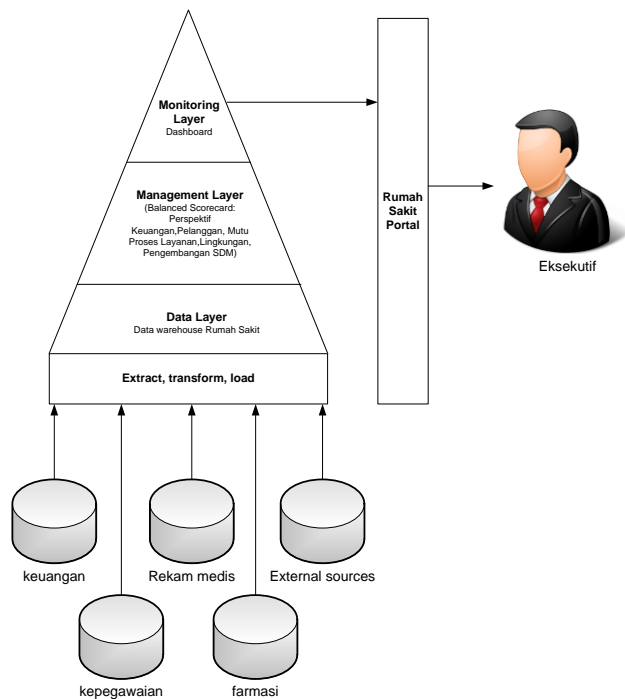 Monitoring
Layer
Dashboard
Management Layer
(Balanced Scorecard:
Perspektif
Keuangan,Pelanggan, Mutu
Proses Layanan,Lingkungan,
Pengembangan SDM)
Data Layer
Data warehouse Rumah Sakit
Extract, transform, load
Rumah
Sakit
Portal
Eksekutif
keuangan
Rekam medis
External sources
kepegawaian
farmasi